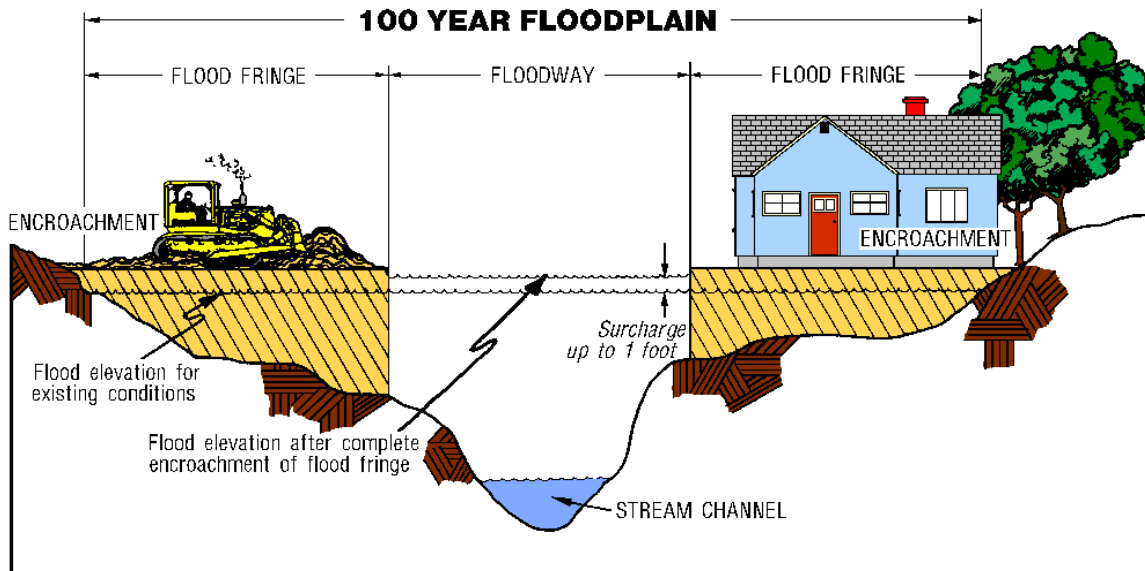 100 YEAR FLOODPLAIN
FLOOD FRINGE
FLOODWAY
FLOOD FRINGE
ENCROACHMENT
ENCROACHMENT
Surcharge
up to 1 foot
Flood elevation for
existing conditions
Flood elevation after complete
encroachment of flood fringe
STREAM CHANNEL